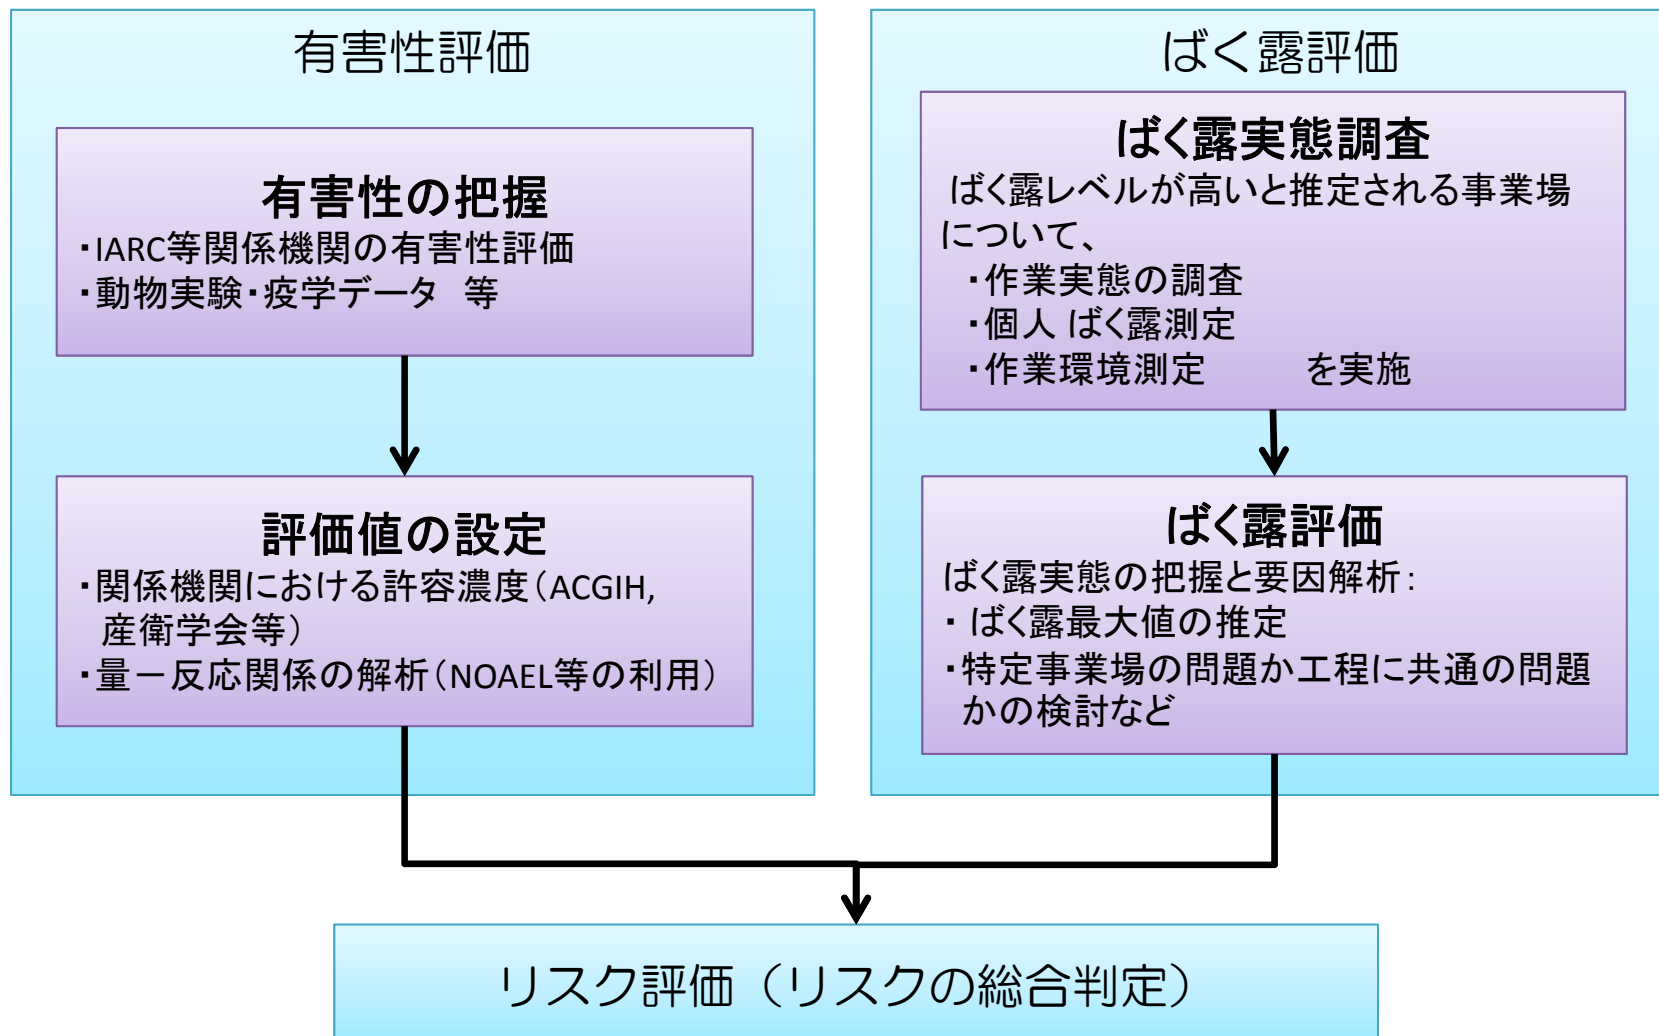 有害性評価
有害性の把握
・IARC等関係機関の有害性評価
・動物実験・疫学データ　等
評価値の設定
・関係機関における許容濃度（ACGIH,
産衛学会等）
・量－反応関係の解析（NOAEL等の利用）
ばく露評価
ばく露実態調査
ばく露レベルが高いと推定される事業場
について、
・作業実態の調査
・個人 ばく露測定
・作業環境測定　　　を実施
ばく露評価
ばく露実態の把握と要因解析：
・ ばく露最大値の推定
・特定事業場の問題か工程に共通の問題
かの検討など
リスク評価（リスクの総合判定）